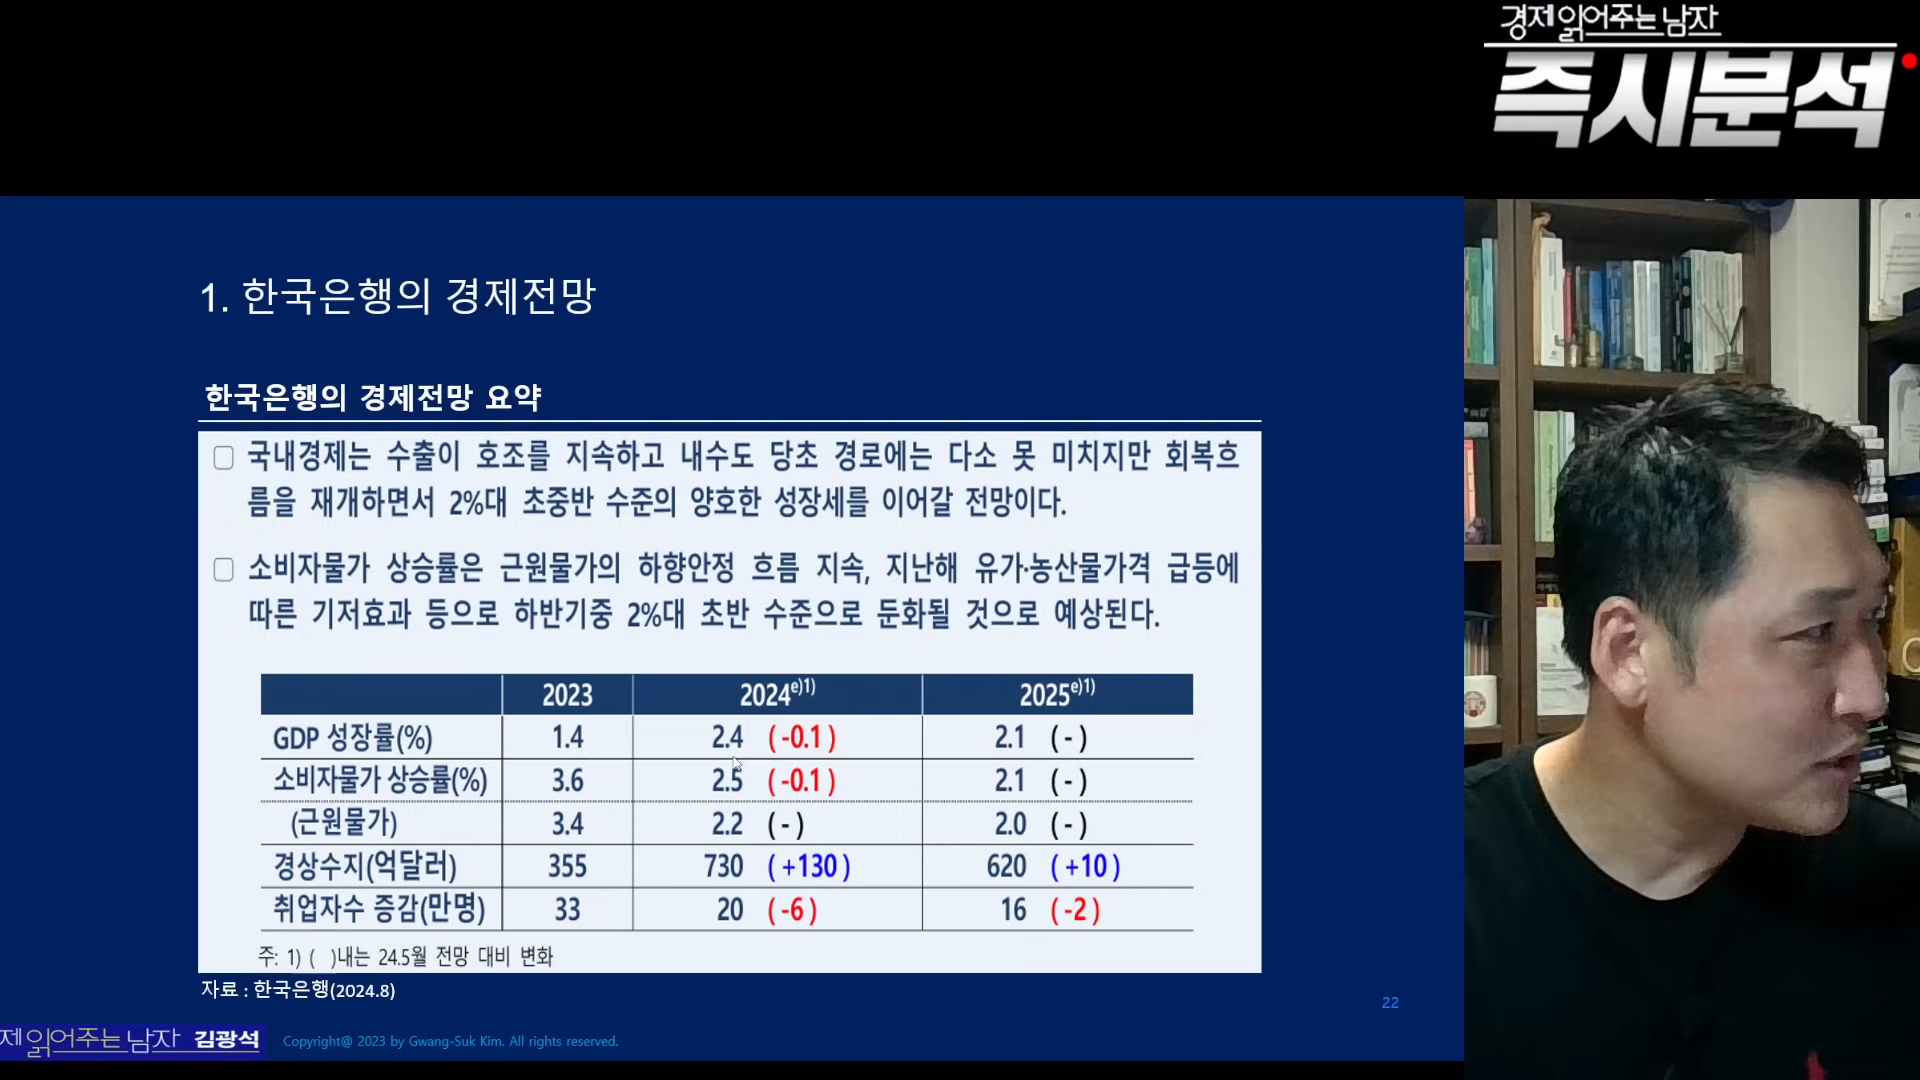 경제읽어주는남자
즉시분석
1. 한국은행의 경제전망
한국은행의 경제전망 요약
국내경제는 수출이 호조를 지속하고 내수도 당초 경로에는 다소 못 미치지만 회복흐
름을 재개하면서 2%대 초중반 수준의 양호한 성장세를 이어갈 전망이다.
소비자물가 상승률은 근원물가의 하향안정 흐름 지속, 지난해 유가·농산물가격 급등에
따른 기저효과 등으로 하반기중 2%대 초반 수준으로 둔화될 것으로 예상된다.
2023 2024e)1) 2025e)1)
GDP 성장률(%) 1.4 2.4 (-0.1) 2.1 (-)
소비자물가 상승률(%) 3.6 2.5 (-0.1) 2.1 (-)
(근원물가) 3.4 2.2 (-) 2.0 (-)
경상수지(억달러) 355 730 (+130) 620 (+10)
취업자수 증감(만명) 33 20 (-6) 16 (-2)
주: 1) ( )내는 24.5월 전망 대비 변화
자료 : 한국은행(2024.8)
22
제읽어주는남자 김광석
Copyright@ 2023 by Gwang-Suk Kim. All rights reserved.